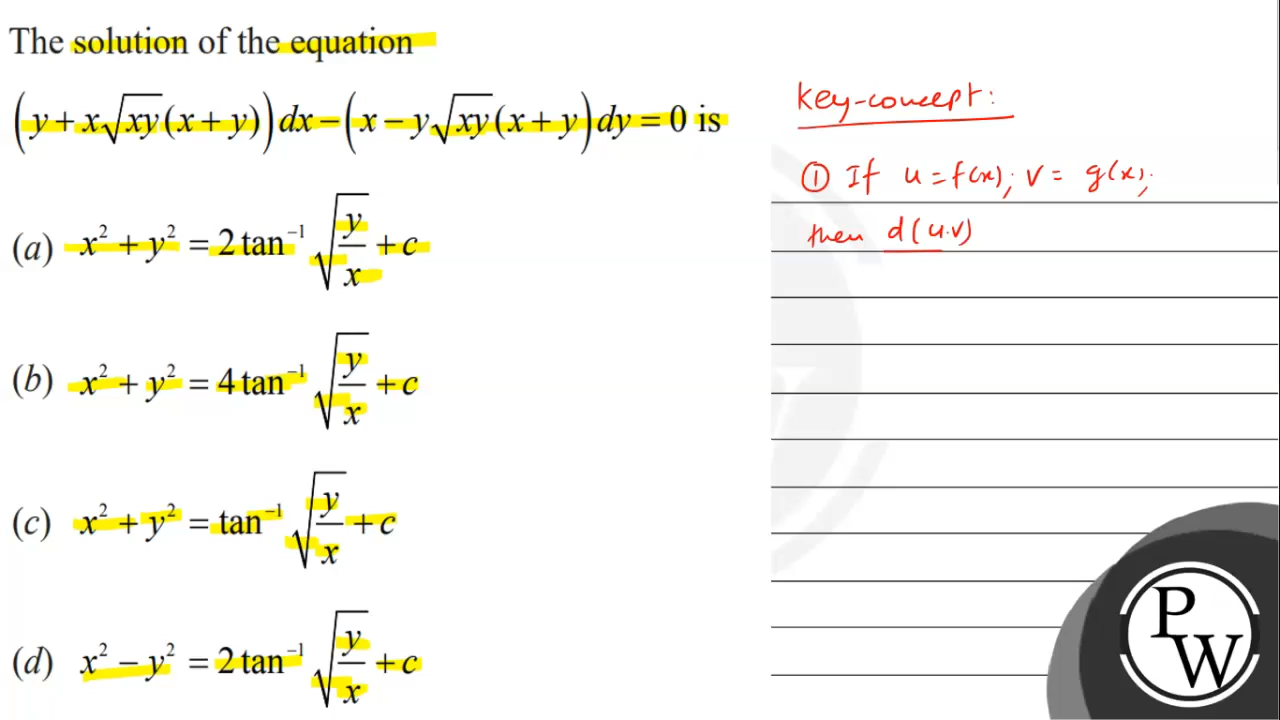 The solution of the equation
(y + x√xy(x + y))dx − (x − y√xy(x + y)dy = 0 is
(a) x² + y² = 2 tan⁻¹ √(y/x) + c
(b) x² + y² = 4 tan⁻¹ √(y/x) + c
(c) x² + y² = tan⁻¹ √(y/x) + c
(d) x² − y² = 2 tan⁻¹ √(y/x) + c
Key-concept:
① If u = f(x); v = g(x);
then d(u.v)
P
W